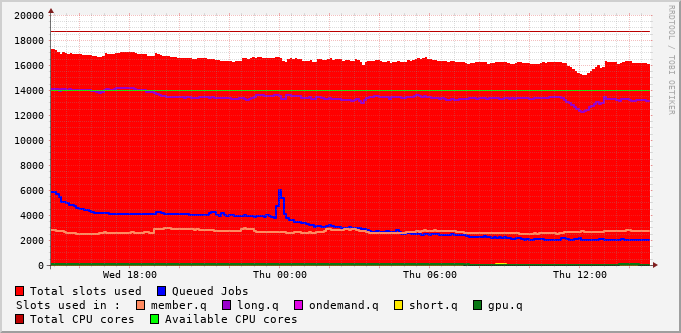 RRDTOOL / TOBI OETIKER
20000
18000
16000
14000
12000
10000
8000
6000
4000
2000
0
Wed 18:00 Thu 00:00 Thu 06:00 Thu 12:00
Total slots used Queued Jobs
Slots used in : member.q long.q ondemand.q short.q gpu.q
Total CPU cores Available CPU cores